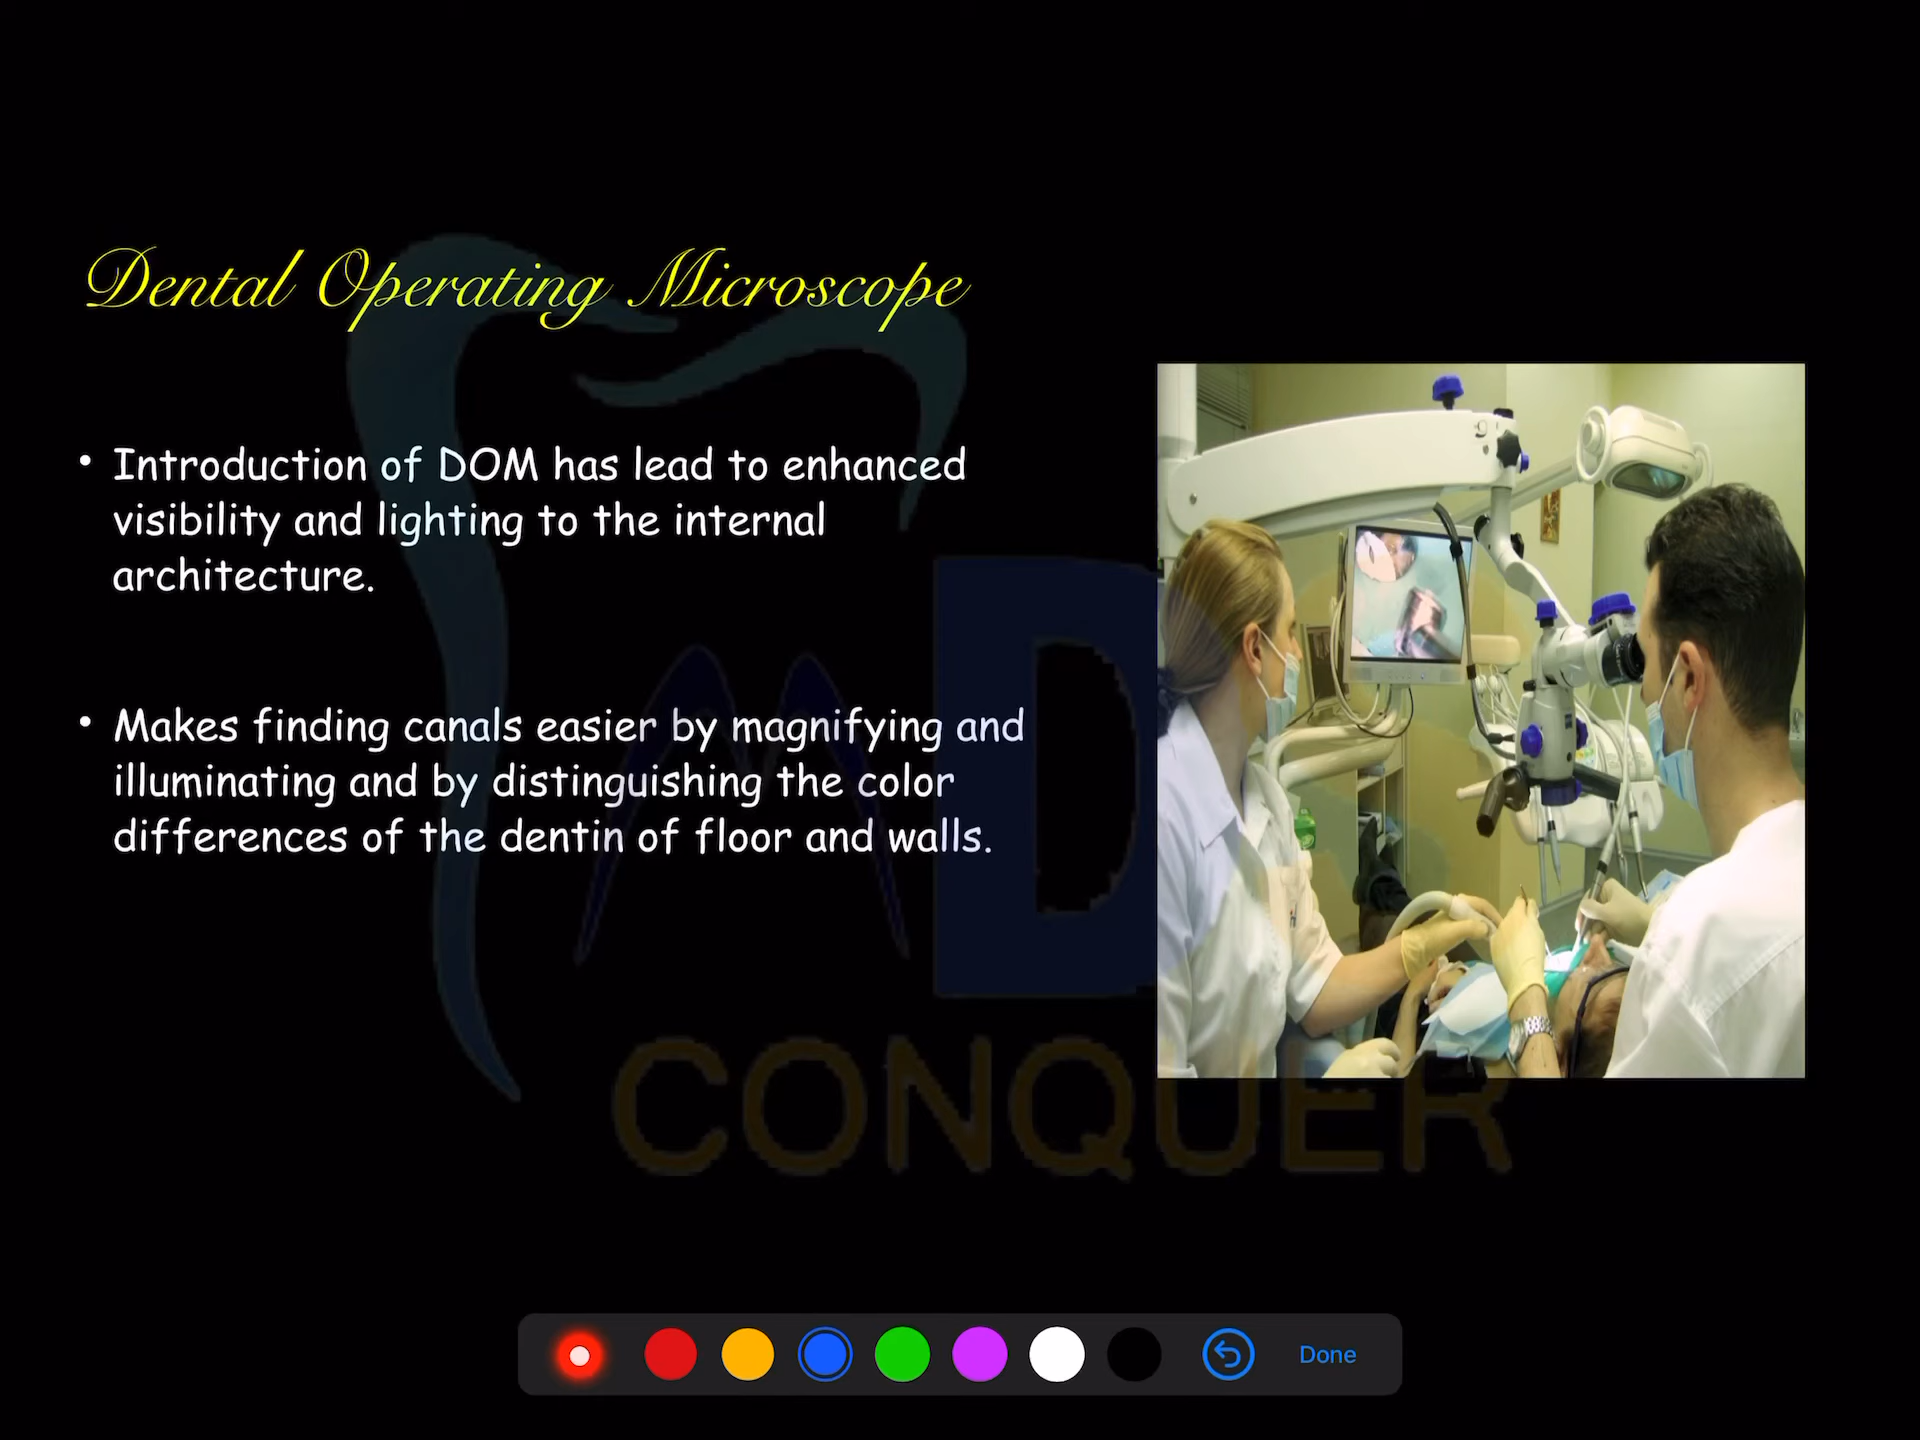 Dental Operating Microscope
• Introduction of DOM has lead to enhanced
visibility and lighting to the internal
architecture.
• Makes finding canals easier by magnifying and
illuminating and by distinguishing the color
differences of the dentin of floor and walls.
MD
CONQUER
Done